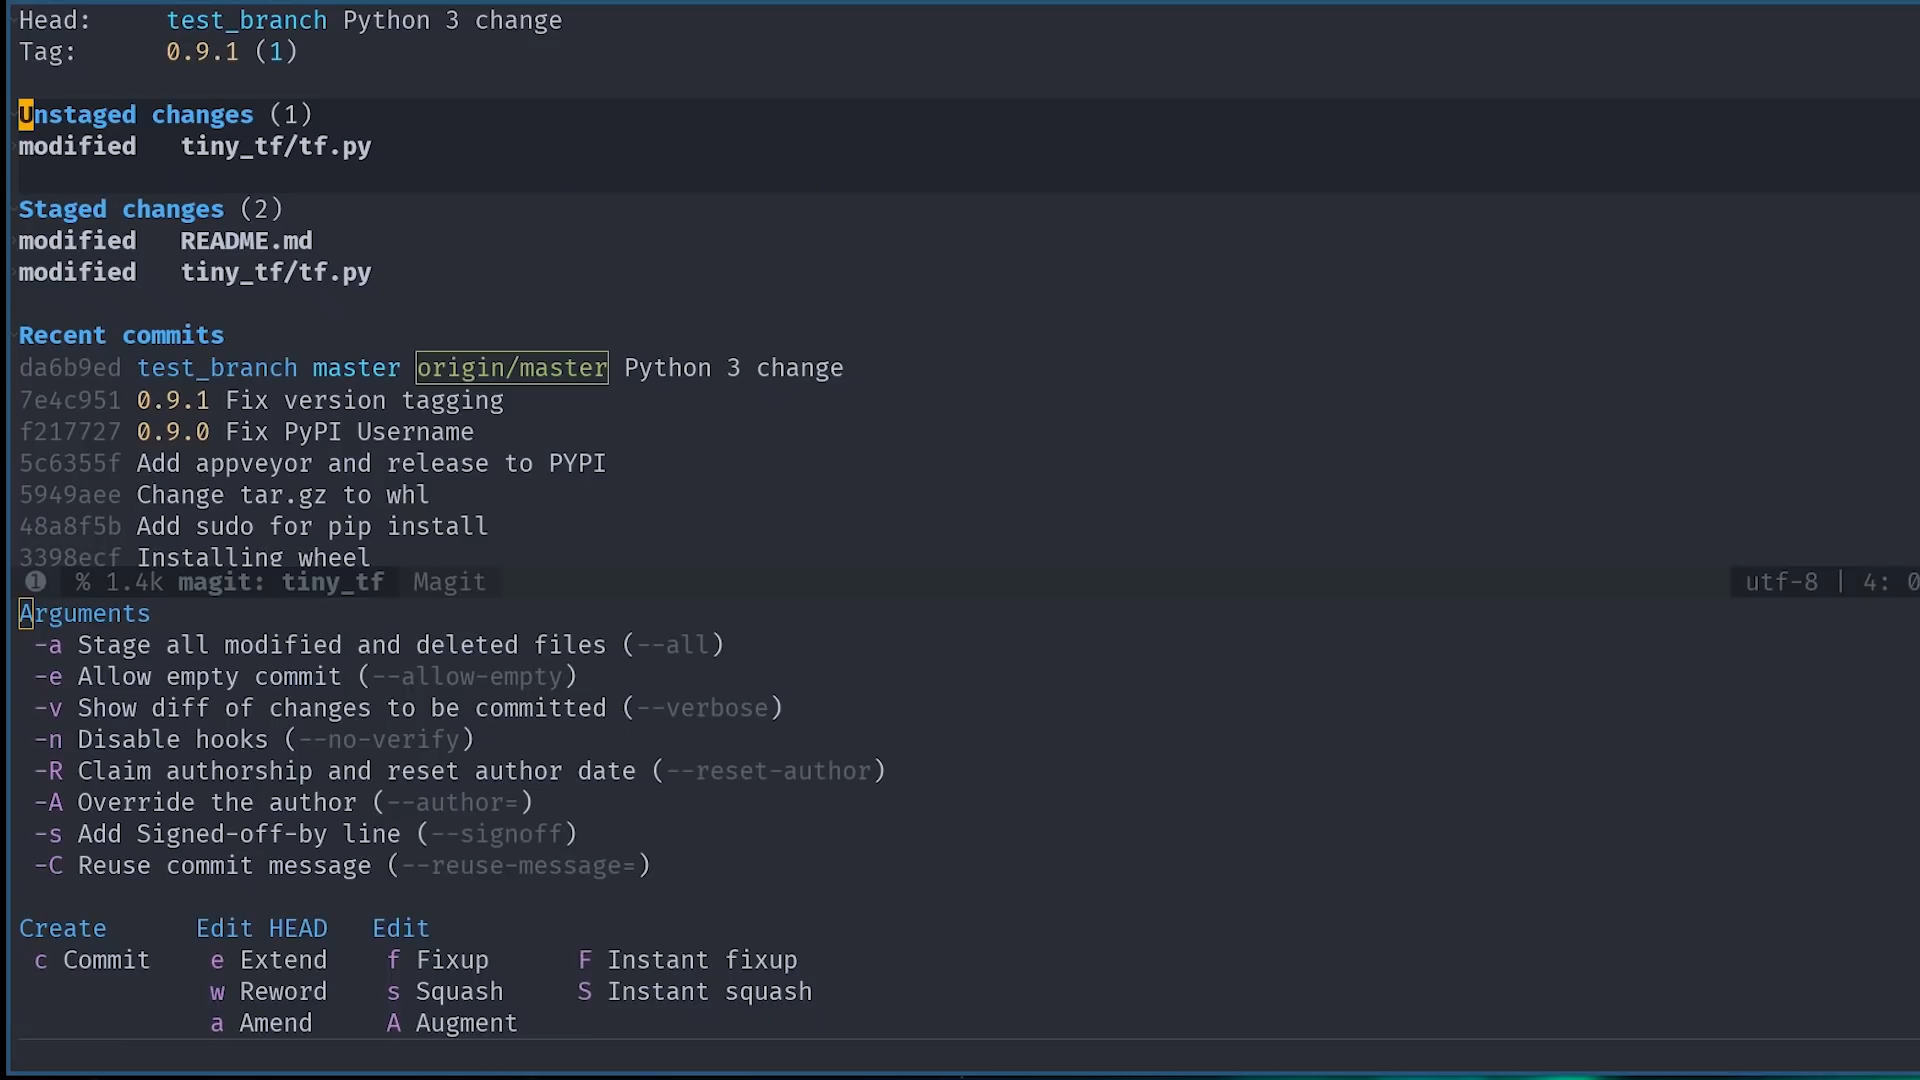 Head: test_branch Python 3 change
Tag: 0.9.1 (1)
Unstaged changes (1)
modified tiny_tf/tf.py
Staged changes (2)
modified README.md
modified tiny_tf/tf.py
Recent commits
da6b9ed test_branch master origin/master Python 3 change
7e4c951 0.9.1 Fix version tagging
f217727 0.9.0 Fix PyPI Username
5c6355f Add appveyor and release to PYPI
5949aee Change tar.gz to whl
48a8f5b Add sudo for pip install
3398ecf Installing wheel
❶ % 1.4k magit: tiny_tf Magit utf-8 | 4: 0
Arguments
-a Stage all modified and deleted files (--all)
-e Allow empty commit (--allow-empty)
-v Show diff of changes to be committed (--verbose)
-n Disable hooks (--no-verify)
-R Claim authorship and reset author date (--reset-author)
-A Override the author (--author=)
-s Add Signed-off-by line (--signoff)
-C Reuse commit message (--reuse-message=)
Create Edit HEAD Edit
c Commit e Extend f Fixup F Instant fixup
w Reword s Squash S Instant squash
a Amend A Augment